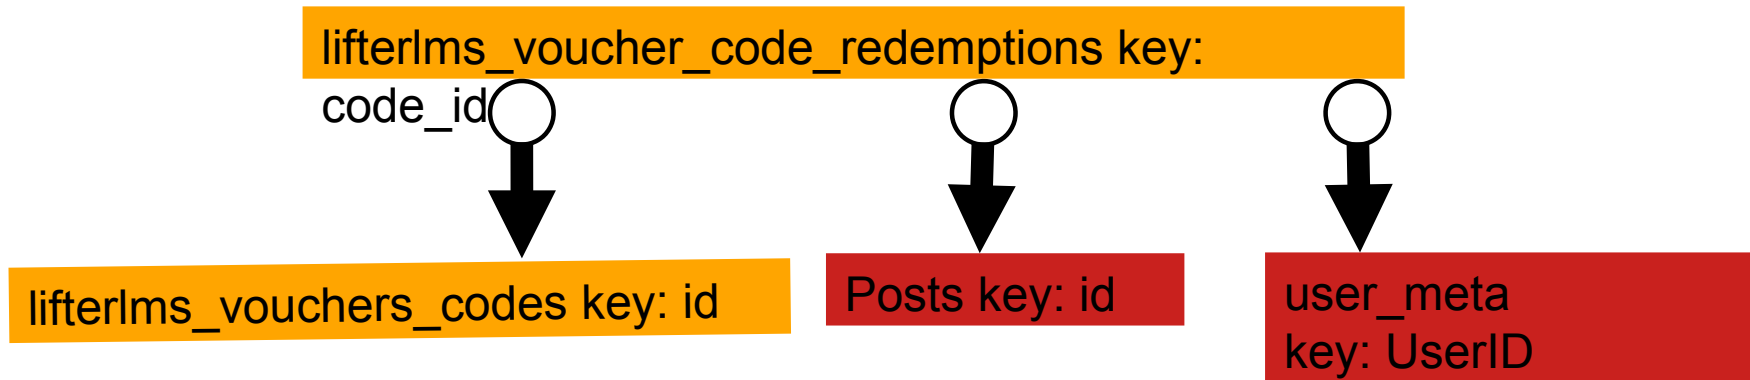 lifterlms_voucher_code_redemptions key:
code_id
lifterlms_vouchers_codes key: id
Posts key: id
user_meta
key: UserID